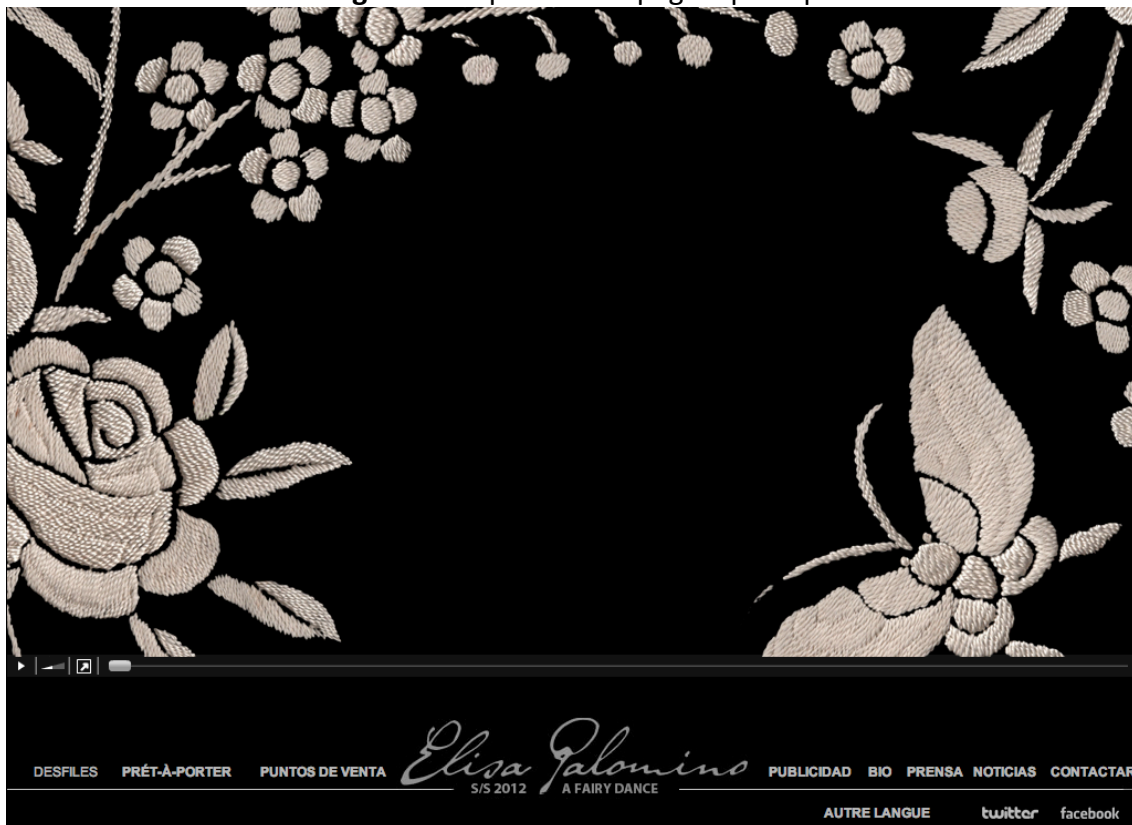 DESFILES PRÉT-À-PORTER PUNTOS DE VENTA Elisa Palomino PUBLICIDAD BIO PRENSA NOTICIAS CONTACTAR
S/S 2012 A FAIRY DANCE
AUTRE LANGUE twitter facebook